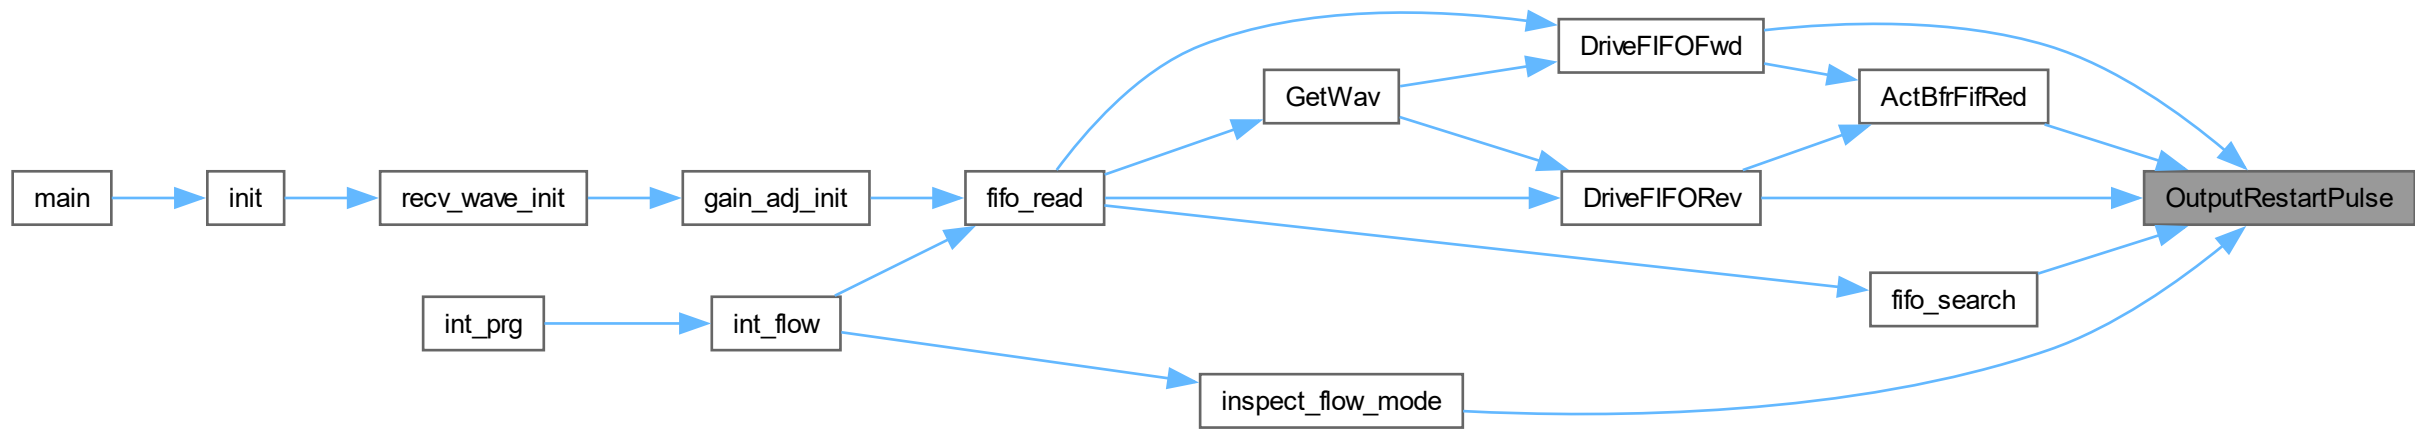 DriveFIFOFwd
GetWav
ActBfrFifRed
main
init
recv_wave_init
gain_adj_init
fifo_read
DriveFIFORev
OutputRestartPulse
fifo_search
int_prg
int_flow
inspect_flow_mode